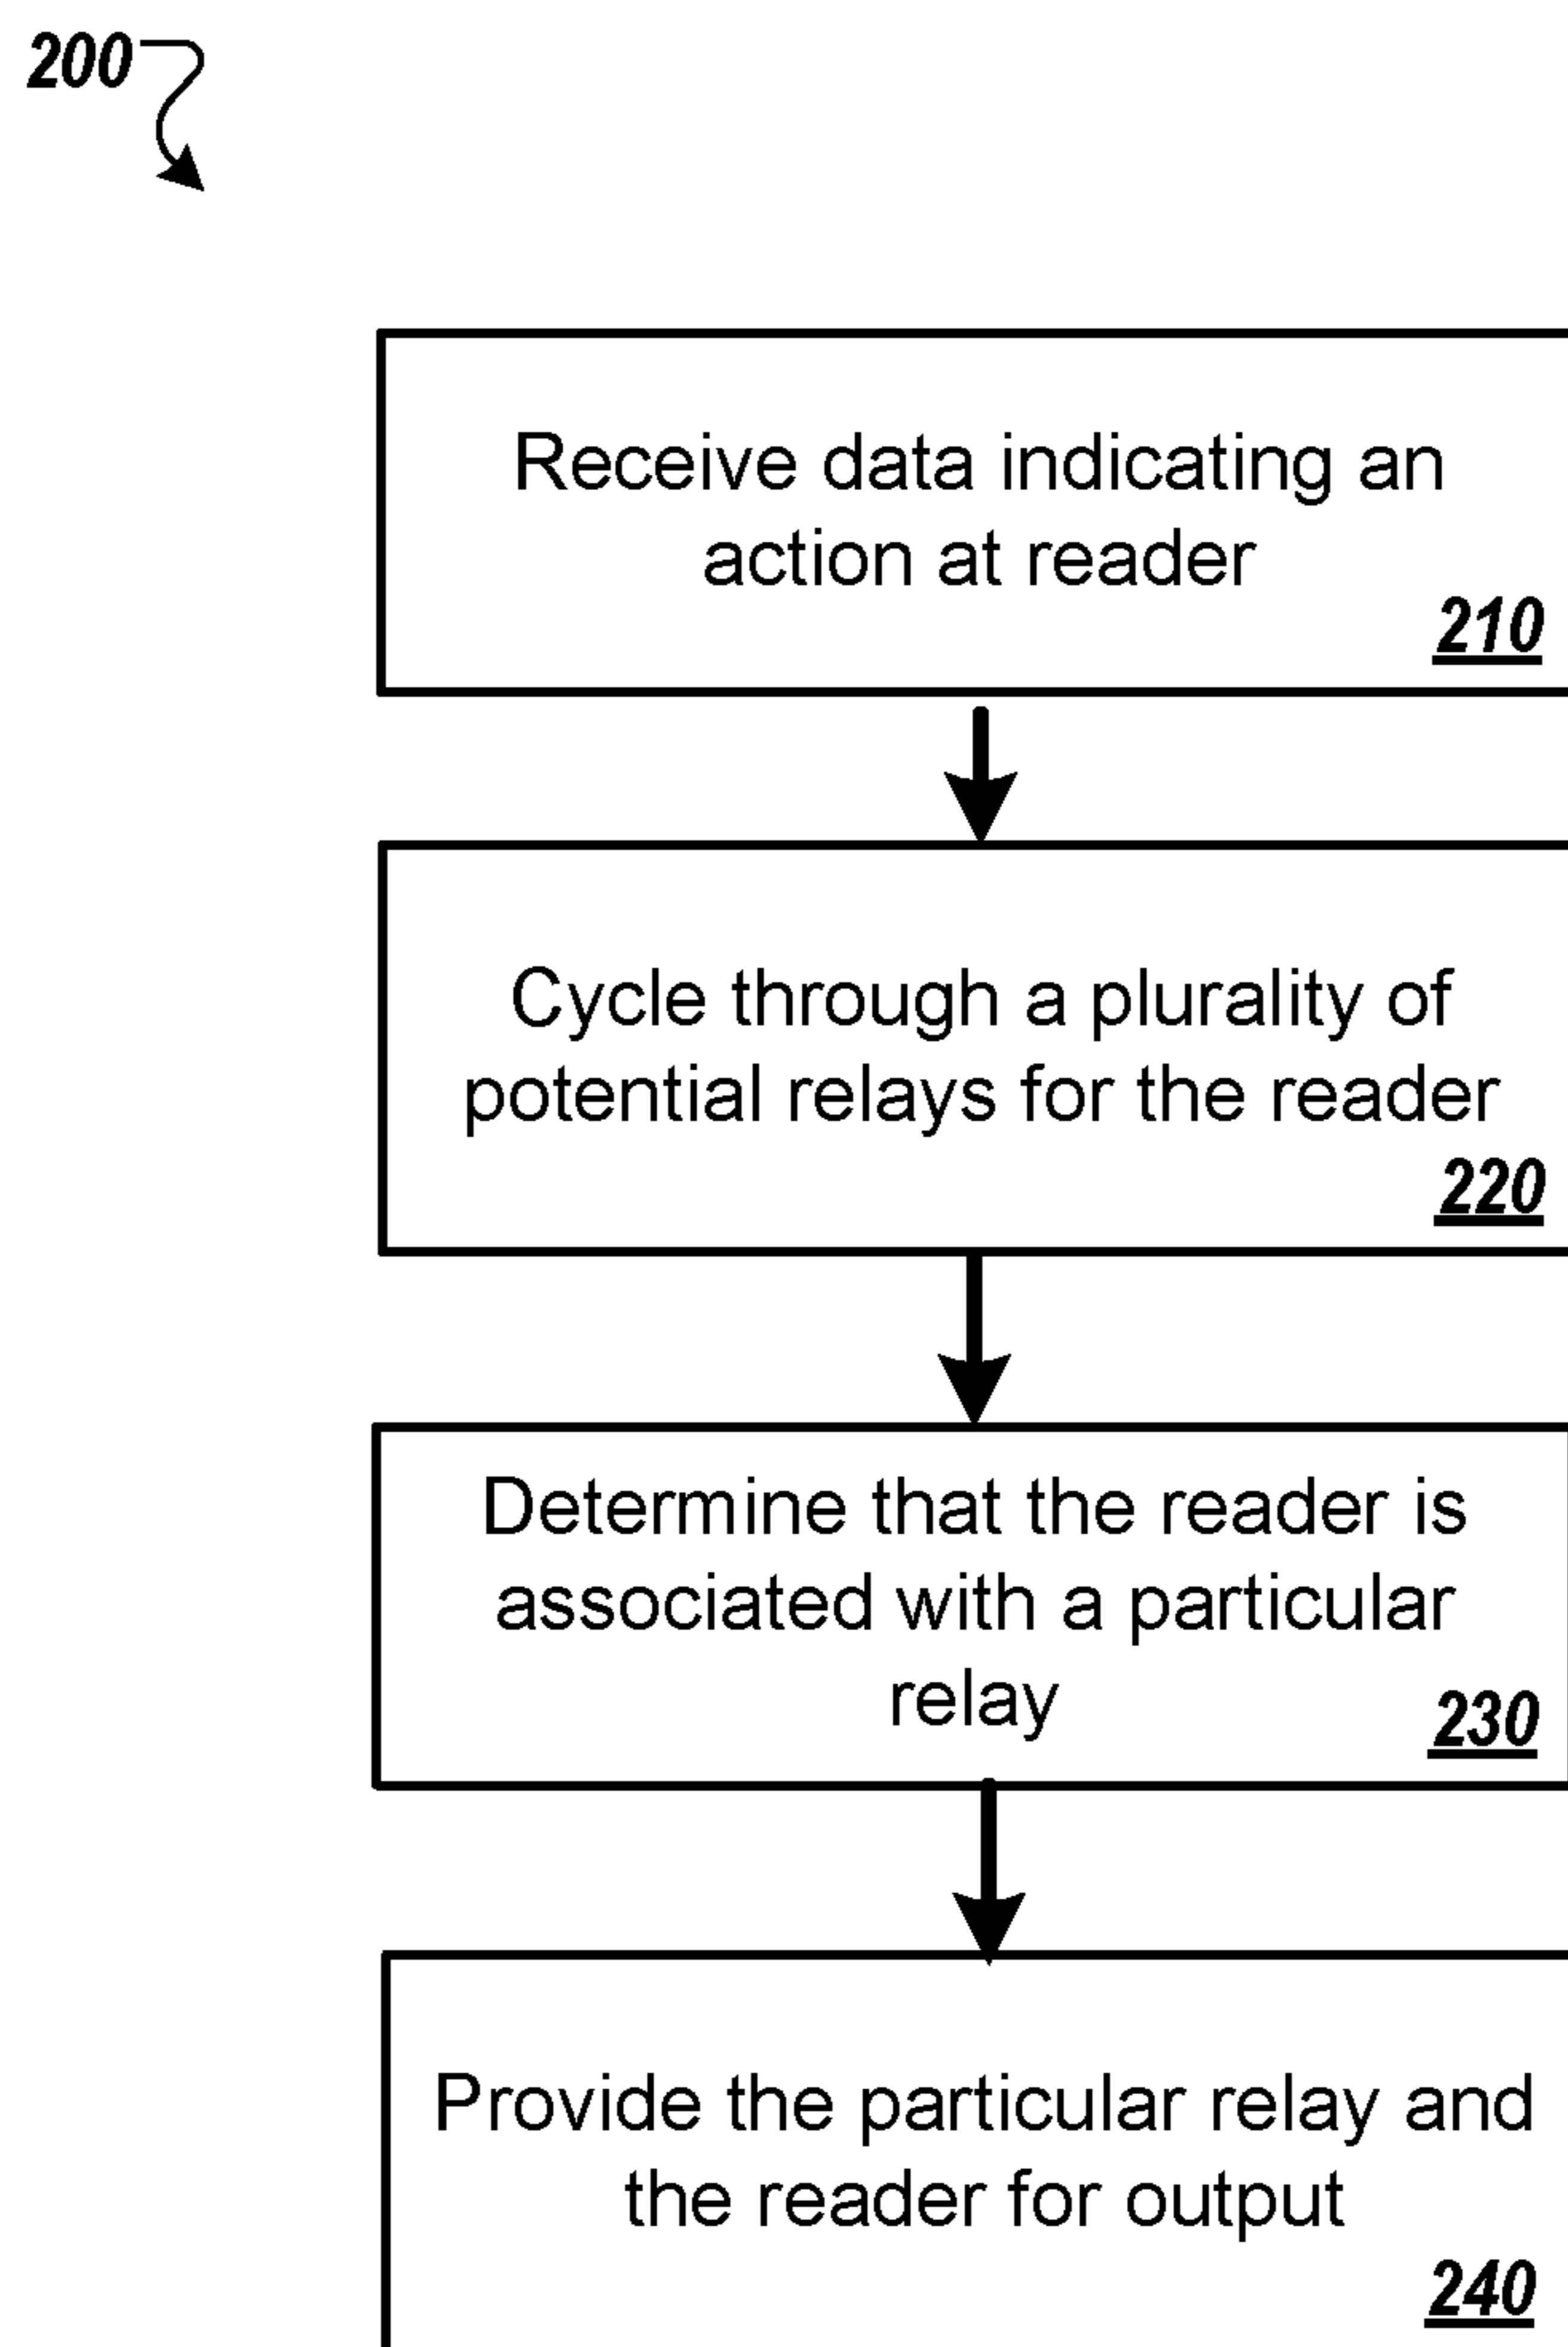 200
Receive data indicating an
action at reader
210
Cycle through a plurality of
potential relays for the reader
220
Determine that the reader is
associated with a particular
relay
230
Provide the particular relay and
the reader for output
240